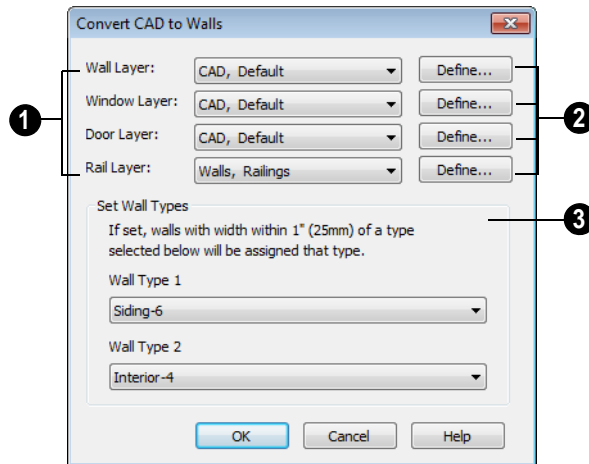 Convert CAD to Walls
Wall Layer: CAD, Default Define...
Window Layer: CAD, Default Define...
Door Layer: CAD, Default Define...
Rail Layer: Walls, Railings Define...
1
2
Set Wall Types
3
If set, walls with width within 1" (25mm) of a type
selected below will be assigned that type.
Wall Type 1
Siding-6
Wall Type 2
Interior-4
OK Cancel Help